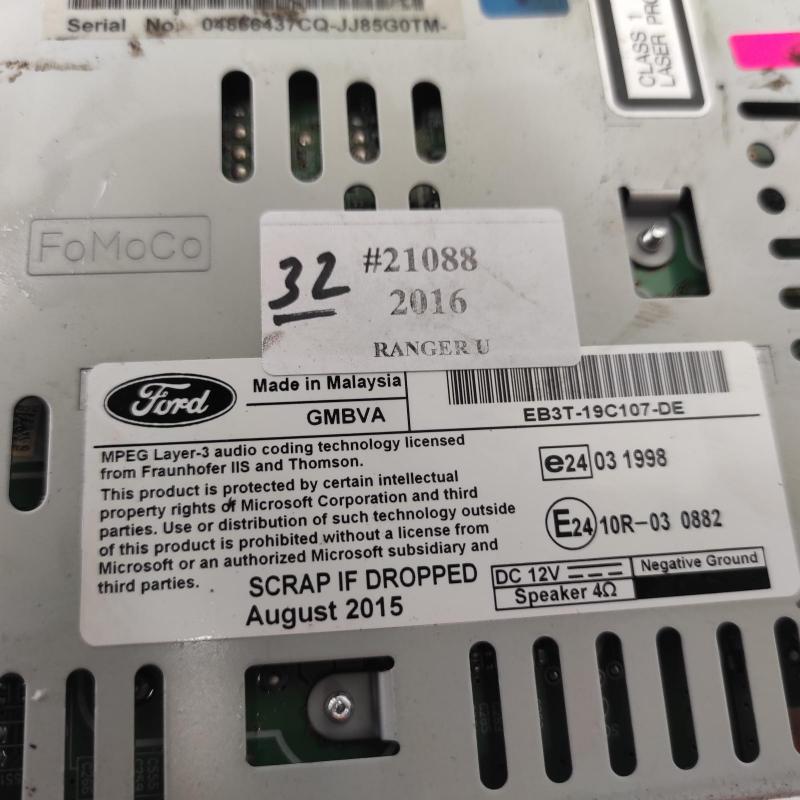 Serial No. 04866437CQ-JJ85G0TM-
CLASS 1
LASER PRO
FoMoCo
32
#21088
2016
RANGER U
Ford
Made in Malaysia
GMBVA
EB3T-19C107-DE
MPEG Layer-3 audio coding technology licensed
from Fraunhofer IIS and Thomson.
This product is protected by certain intellectual
property rights of Microsoft Corporation and third
parties. Use or distribution of such technology outside
of this product is prohibited without a license from
Microsoft or an authorized Microsoft subsidiary and
third parties.
e24 03 1998
E24 10R-03 0882
SCRAP IF DROPPED
August 2015
DC 12V
Negative Ground
Speaker 4Ω